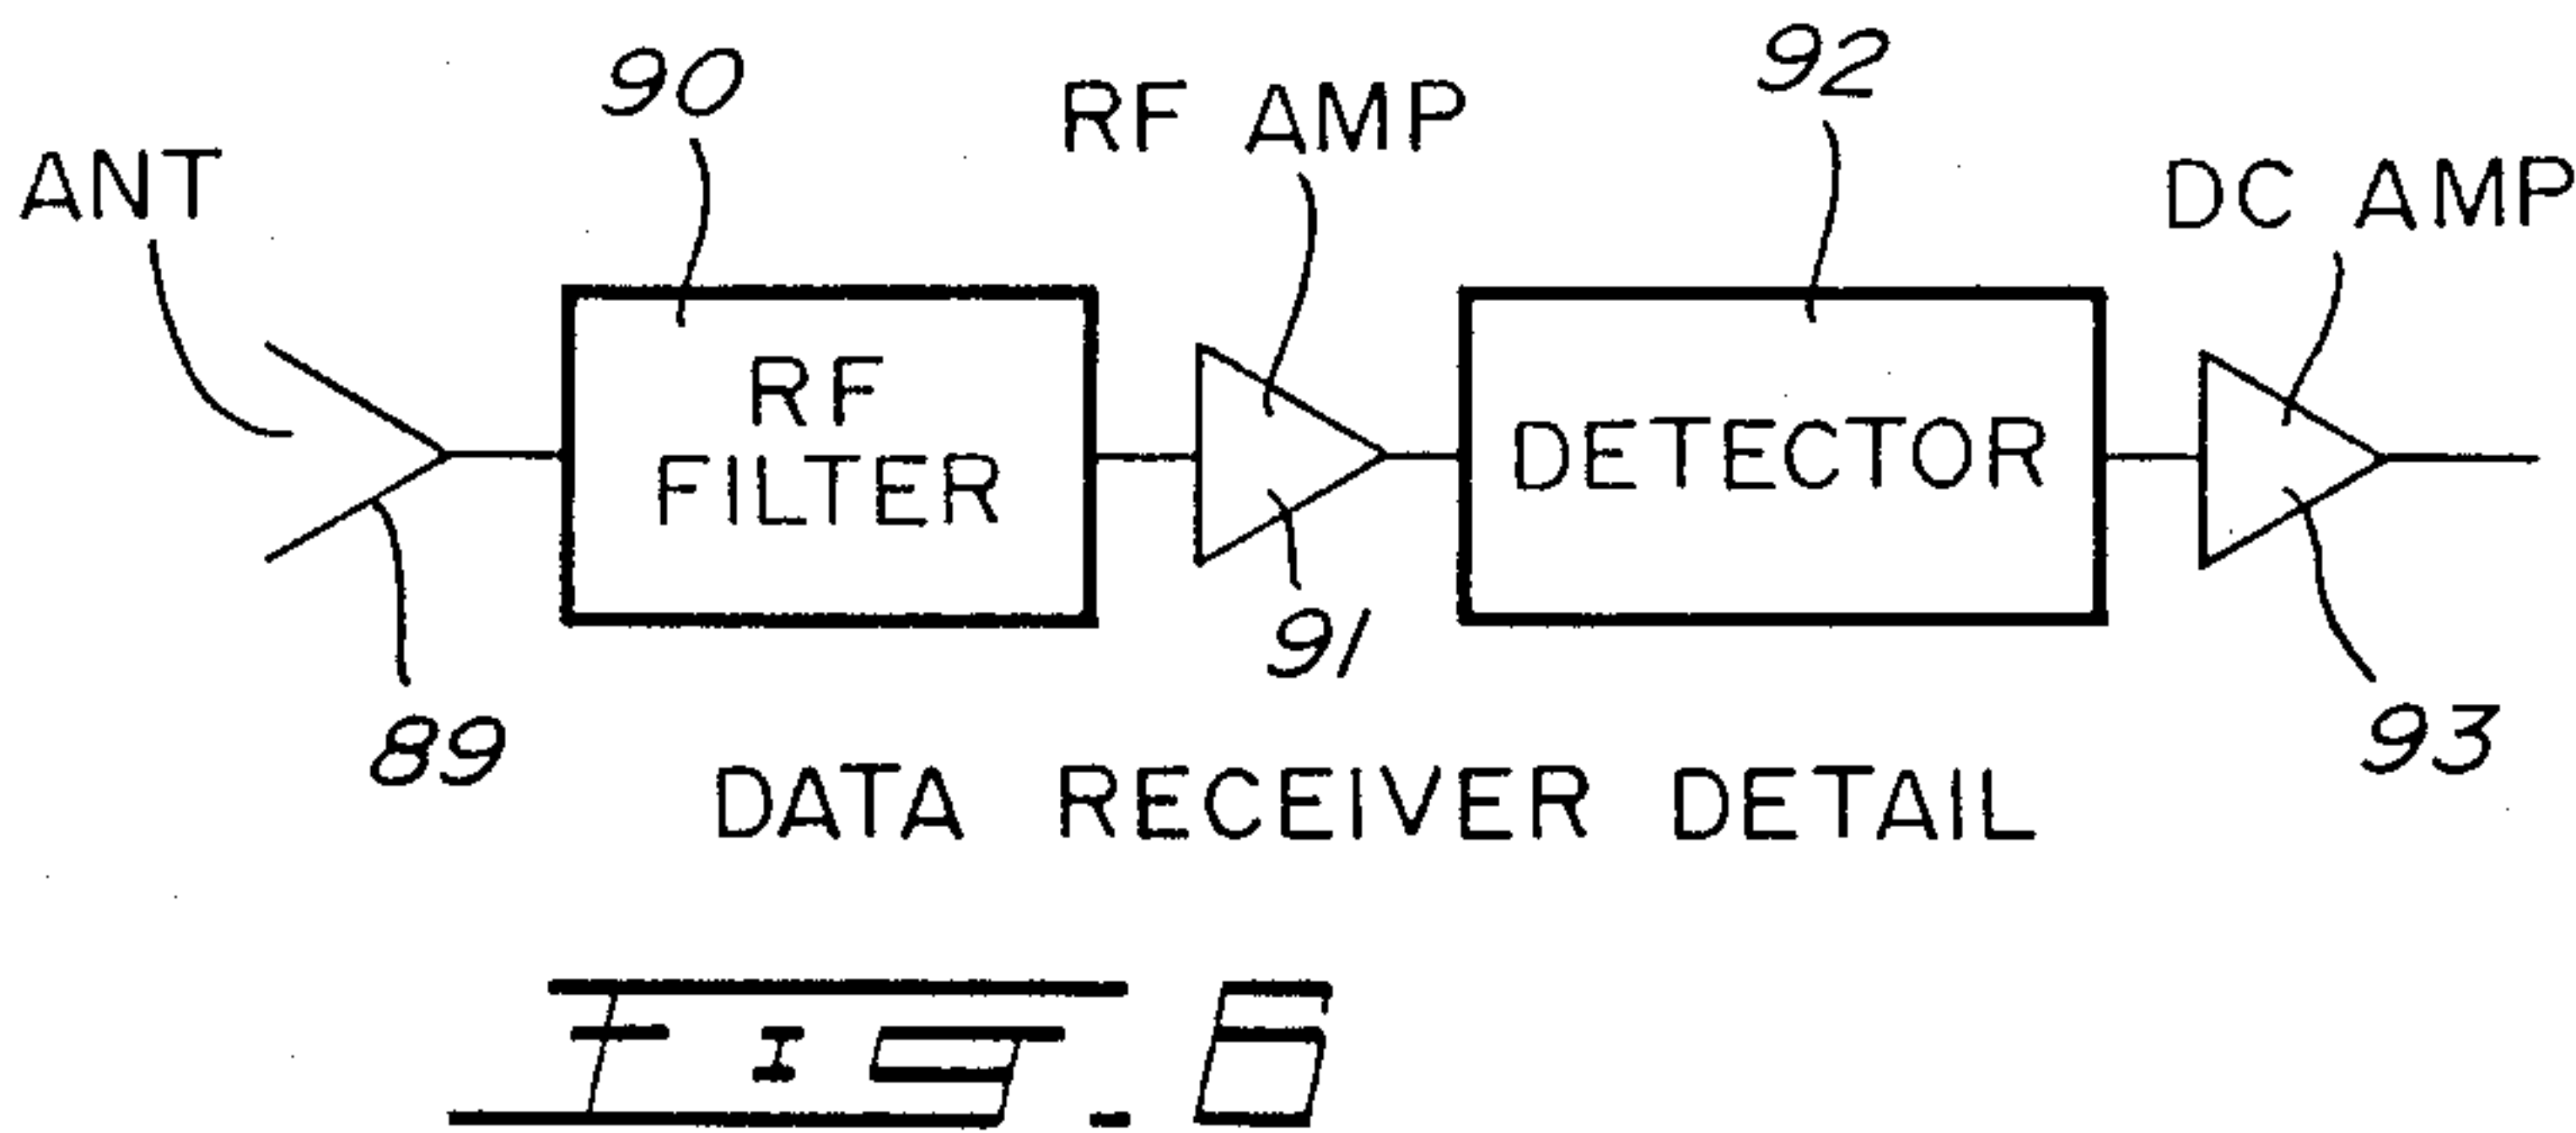 90
RF AMP
92
ANT
DC AMP
RF
FILTER
DETECTOR
91
89
93
DATA RECEIVER DETAIL
FIG. 6